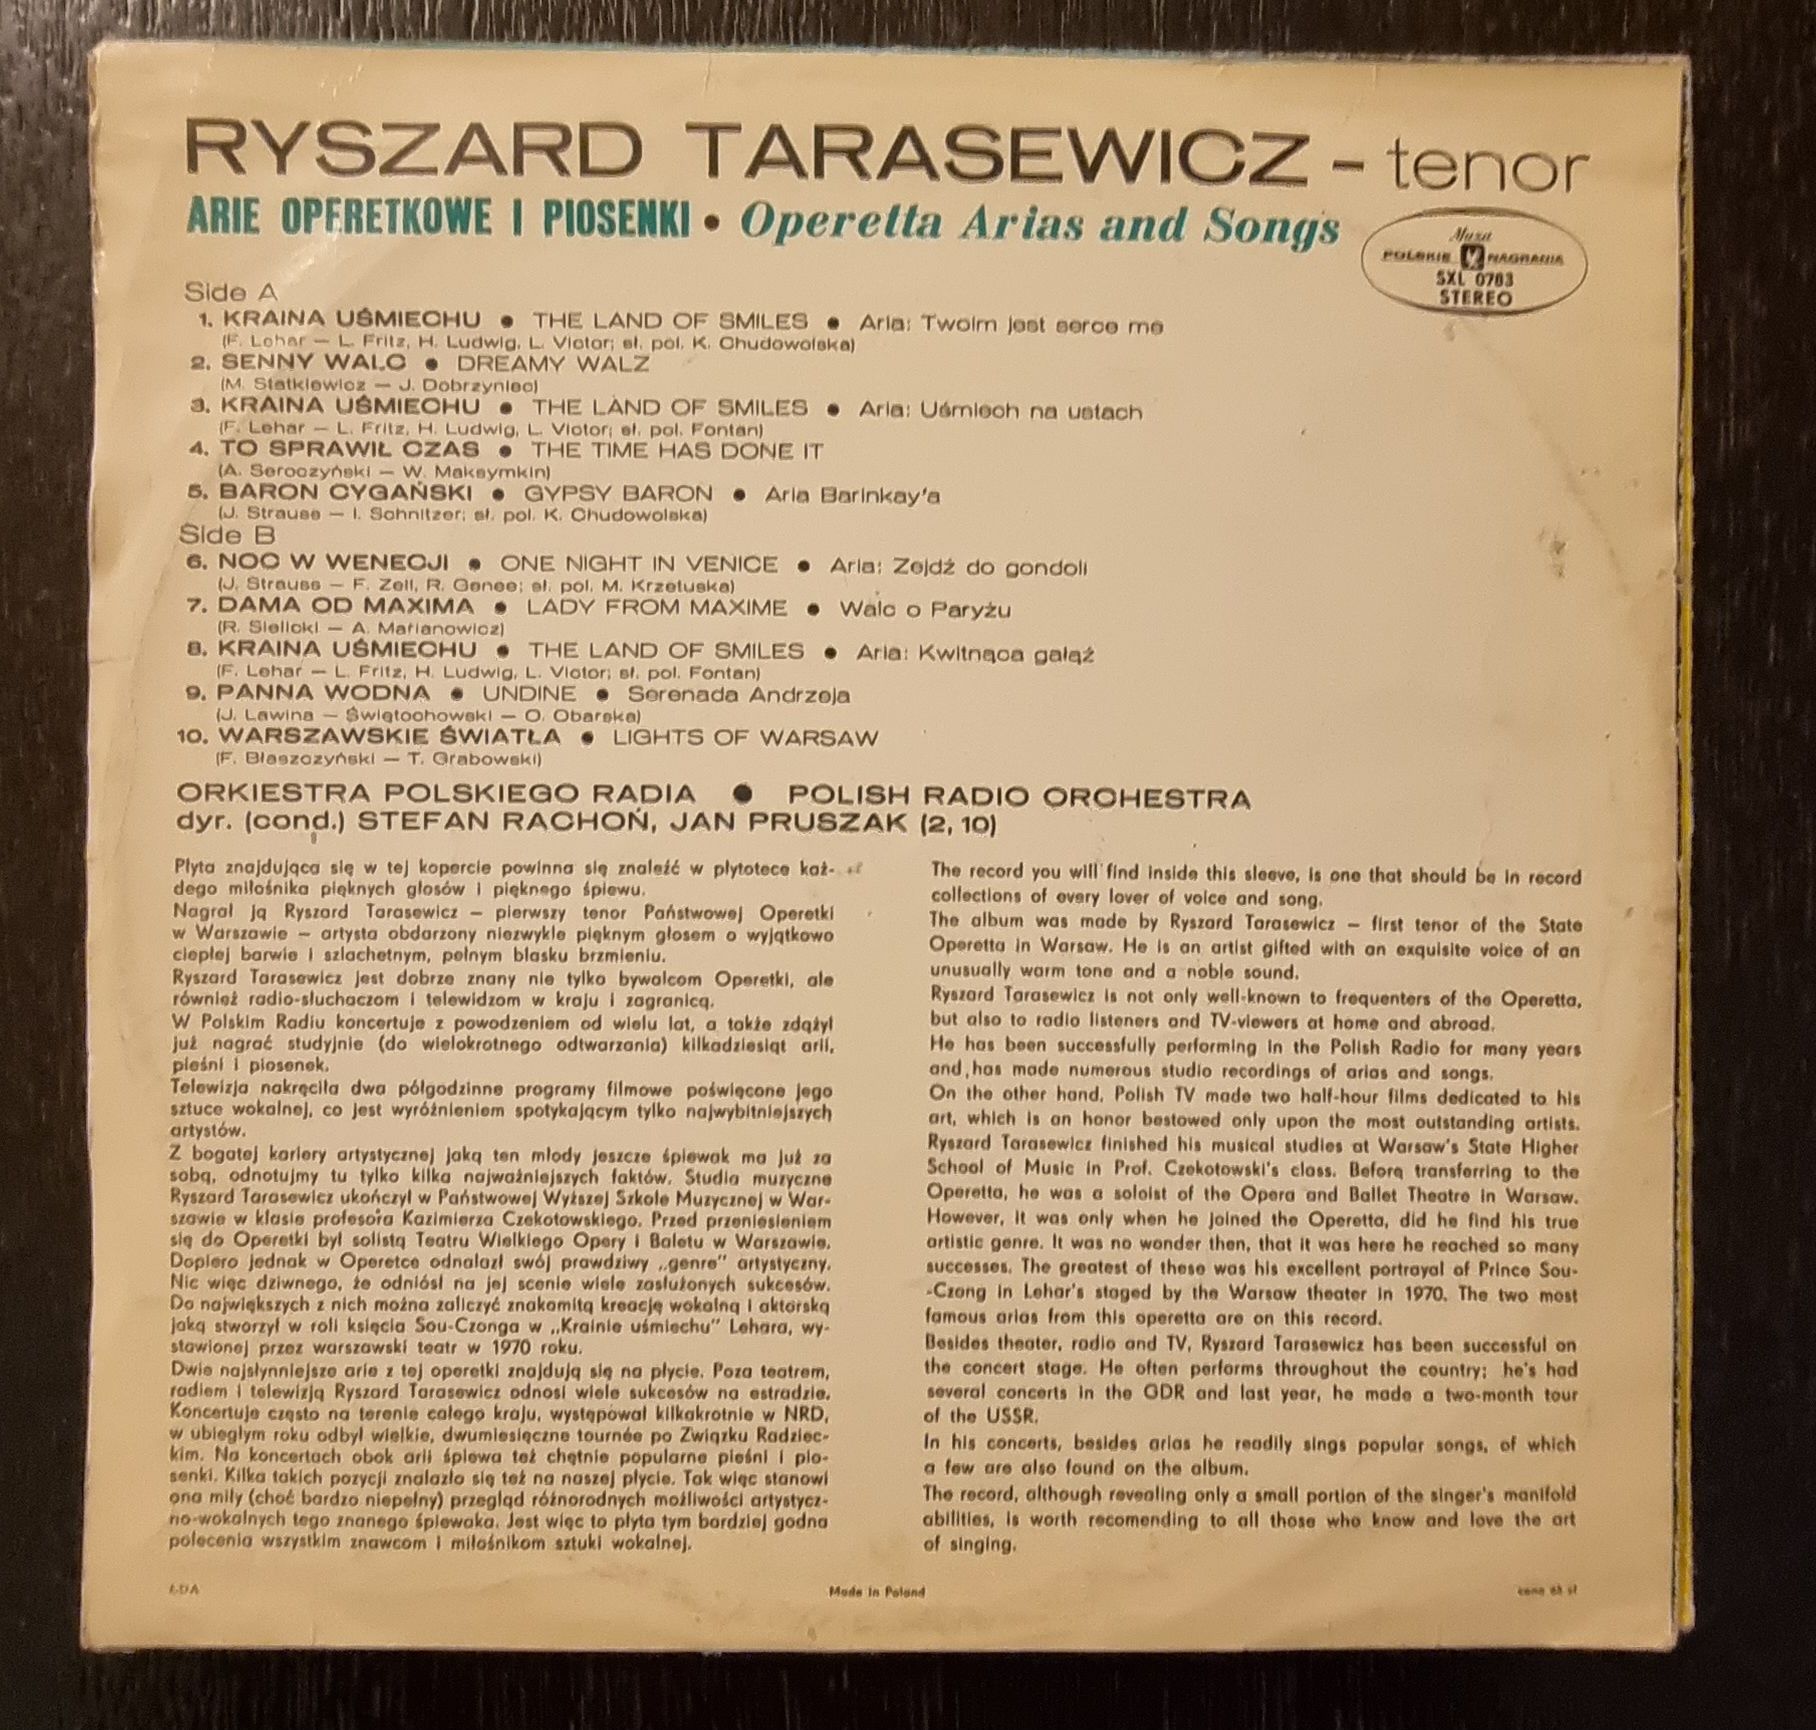 RYSZARD TARASEWICZ – tenor
ARIE OPERETKOWE I PIOSENKI • Operetta Arias and Songs
Muza
POLSKIE NAGRANIA
SXL 0783
STEREO
Side A
1. KRAINA UŚMIECHU • THE LAND OF SMILES • Aria: Twoim jest serce me
(F. Lehar — L. Fritz, H. Ludwig, L. Victor; sł. pol. K. Chudowolska)
2. SENNY WALC • DREAMY WALZ
(M. Statkiewicz — J. Dobrzyniec)
3. KRAINA UŚMIECHU • THE LAND OF SMILES • Aria: Uśmiech na ustach
(F. Lehar — L. Fritz, H. Ludwig, L. Victor; sł. pol. Fontan)
4. TO SPRAWIŁ CZAS • THE TIME HAS DONE IT
(A. Seroczyński — W. Maksymkin)
5. BARON CYGAŃSKI • GYPSY BARON • Aria Barinkay'a
(J. Strauss — I. Schnitzer; sł. pol. K. Chudowolska)
Side B
6. NOC W WENECJI • ONE NIGHT IN VENICE • Aria: Zejdź do gondoli
(J. Strauss — F. Zell, R. Genee; sł. pol. M. Krzetuska)
7. DAMA OD MAXIMA • LADY FROM MAXIME • Walc o Paryżu
(R. Sielicki — A. Marianowicz)
8. KRAINA UŚMIECHU • THE LAND OF SMILES • Aria: Kwitnąca gałąź
(F. Lehar — L. Fritz, H. Ludwig, L. Victor; sł. pol. Fontan)
9. PANNA WODNA • UNDINE • Serenada Andrzeja
(J. Lawina — Świętochowski — O. Obarska)
10. WARSZAWSKIE ŚWIATŁA • LIGHTS OF WARSAW
(F. Błaszczyński — T. Grabowski)
ORKIESTRA POLSKIEGO RADIA • POLISH RADIO ORCHESTRA
dyr. (cond.) STEFAN RACHOŃ, JAN PRUSZAK (2, 10)
Płyta znajdująca się w tej kopercie powinna się znaleźć w płytotece każ-
dego miłośnika pięknych głosów i pięknego śpiewu.
Nagrał ją Ryszard Tarasewicz — pierwszy tenor Państwowej Operetki
w Warszawie — artysta obdarzony niezwykle pięknym głosem o wyjątkowo
ciepłej barwie i szlachetnym, pełnym blasku brzmieniu.
Ryszard Tarasewicz jest dobrze znany nie tylko bywalcom Operetki, ale
również radio-słuchaczom i telewidzom w kraju i zagranicą.
W Polskim Radiu koncertuje z powodzeniem od wielu lat, a także zdążył
już nagrać studyjnie (do wielokrotnego odtwarzania) kilkadziesiąt arii,
pieśni i piosenek.
Telewizja nakręciła dwa półgodzinne programy filmowe poświęcone jego
sztuce wokalnej, co jest wyróżnieniem spotykającym tylko najwybitniejszych
artystów.
Z bogatej kariery artystycznej jaką ten młody jeszcze śpiewak ma już za
sobą, odnotujmy tu tylko kilka najważniejszych faktów. Studia muzyczne
Ryszard Tarasewicz ukończył w Państwowej Wyższej Szkole Muzycznej w War-
szawie w klasie profesora Kazimierza Czekotowskiego. Przed przeniesieniem
się do Operetki był solistą Teatru Wielkiego Opery i Baletu w Warszawie.
Dopiero jednak w Operetce odnalazł swój prawdziwy „genre” artystyczny.
Nic więc dziwnego, że odniósł na jej scenie wiele zasłużonych sukcesów.
Do największych z nich można zaliczyć znakomitą kreację wokalną i aktorską
jaką stworzył w roli księcia Sou-Czonga w „Krainie uśmiechu” Lehara, wy-
stawionej przez warszawski teatr w 1970 roku.
Dwie najsłynniejsze arie z tej operetki znajdują się na płycie. Poza teatrem,
radiem i telewizją Ryszard Tarasewicz odnosi wiele sukcesów na estradzie.
Koncertuje często na terenie całego kraju, występował kilkakrotnie w NRD,
w ubiegłym roku odbył wielkie, dwumiesięczne tournée po Związku Radziec-
kim. Na koncertach obok arii śpiewa też chętnie popularne pieśni i pio-
senki. Kilka takich pozycji znalazło się też na naszej płycie. Tak więc stanowi
ona miły (choć bardzo niepełny) przegląd różnorodnych możliwości artystycz-
no-wokalnych tego znanego śpiewaka. Jest więc to płyta tym bardziej godna
polecenia wszystkim znawcom i miłośnikom sztuki wokalnej.
The record you will find inside this sleeve, is one that should be in record
collections of every lover of voice and song.
The album was made by Ryszard Tarasewicz — first tenor of the State
Operetta in Warsaw. He is an artist gifted with an exquisite voice of an
unusually warm tone and a noble sound.
Ryszard Tarasewicz is not only well-known to frequenters of the Operetta,
but also to radio listeners and TV-viewers at home and abroad.
He has been successfully performing in the Polish Radio for many years
and has made numerous studio recordings of arias and songs.
On the other hand, Polish TV made two half-hour films dedicated to his
art, which is an honor bestowed only upon the most outstanding artists.
Ryszard Tarasewicz finished his musical studies at Warsaw's State Higher
School of Music in Prof. Czekotowski's class. Before transferring to the
Operetta, he was a soloist of the Opera and Ballet Theatre in Warsaw.
However, it was only when he joined the Operetta, did he find his true
artistic genre. It was no wonder then, that it was here he reached so many
successes. The greatest of these was his excellent portrayal of Prince Sou-
-Czong in Lehar's staged by the Warsaw theater in 1970. The two most
famous arias from this operetta are on this record.
Besides theater, radio and TV, Ryszard Tarasewicz has been successful on
the concert stage. He often performs throughout the country; he's had
several concerts in the GDR and last year, he made a two-month tour
of the USSR.
In his concerts, besides arias he readily sings popular songs, of which
a few are also found on the album.
The record, although revealing only a small portion of the singer's manifold
abilities, is worth recomending to all those who know and love the art
of singing.
Made in Poland
cena 65 zł